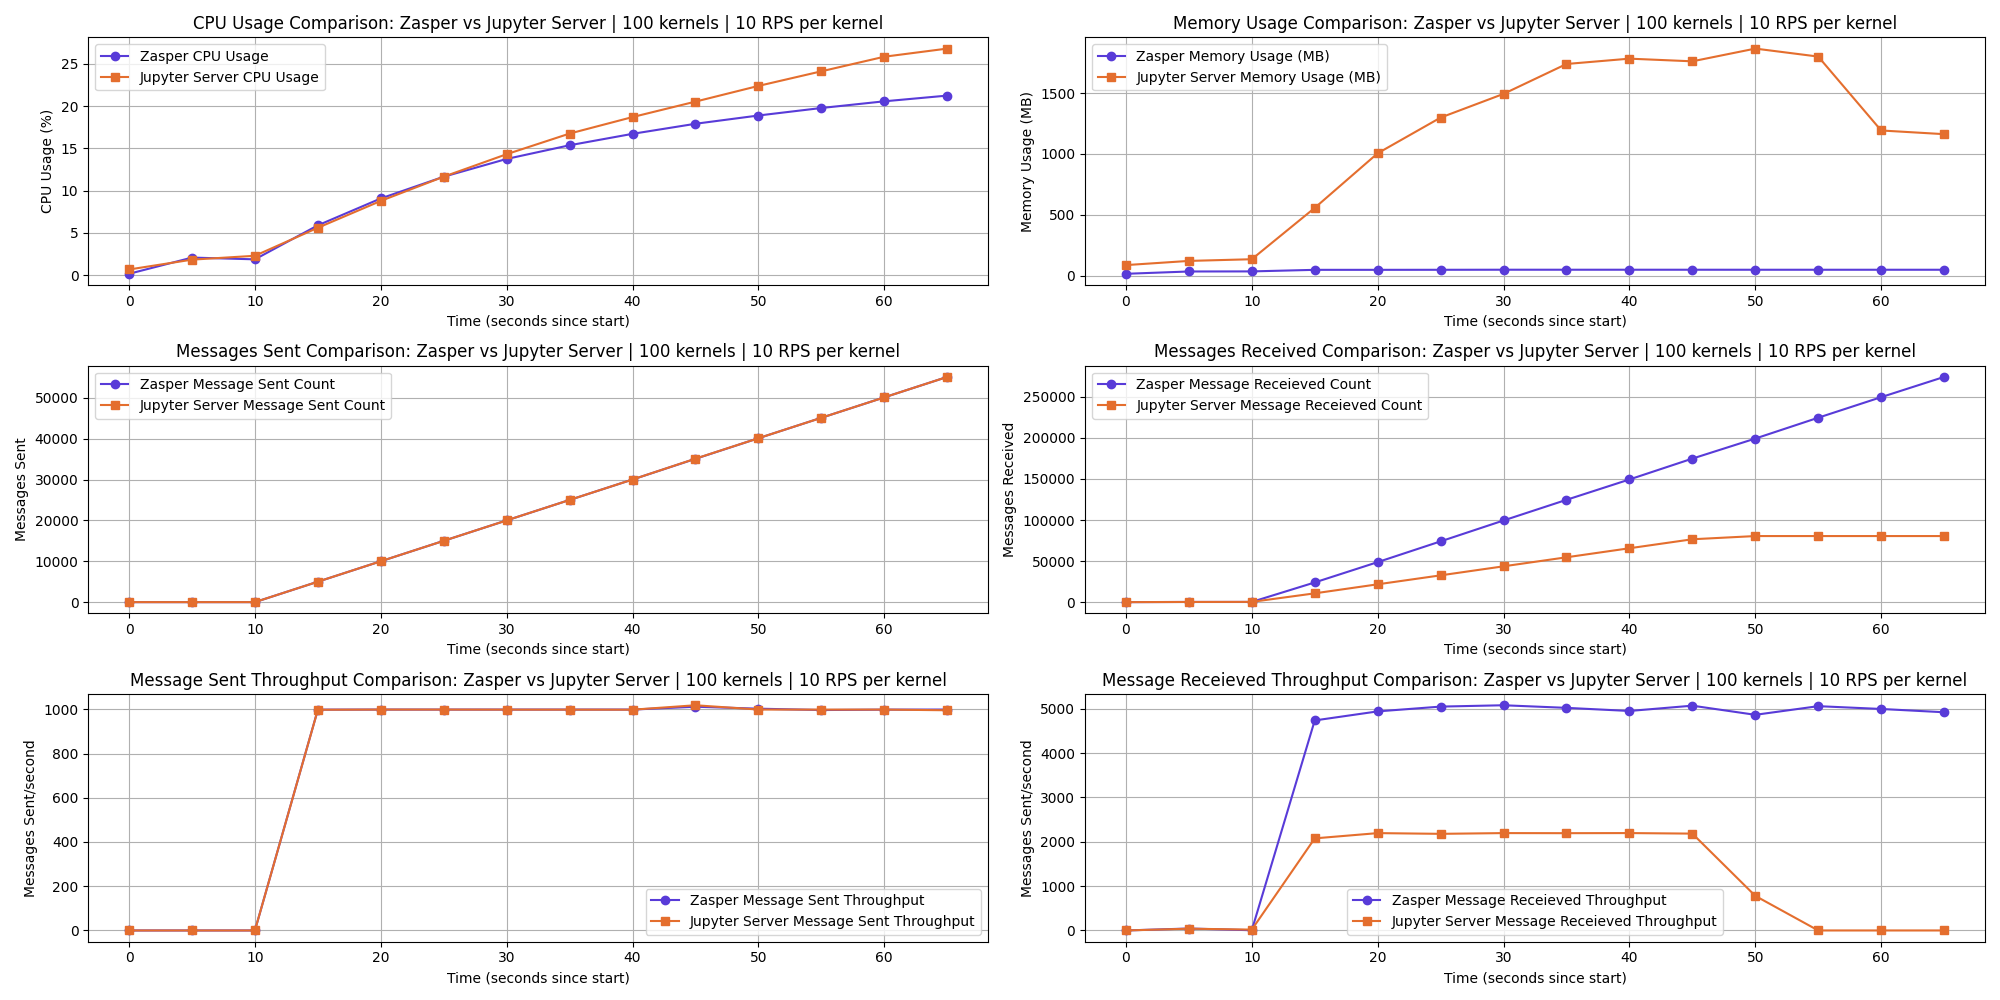 CPU Usage Comparison: Zasper vs Jupyter Server | 100 kernels | 10 RPS per kernel
Zasper CPU Usage
Jupyter Server CPU Usage
CPU Usage (%)
25
20
15
10
5
0
0 10 20 30 40 50 60
Time (seconds since start)
Memory Usage Comparison: Zasper vs Jupyter Server | 100 kernels | 10 RPS per kernel
Zasper Memory Usage (MB)
Jupyter Server Memory Usage (MB)
Memory Usage (MB)
1500
1000
500
0
0 10 20 30 40 50 60
Time (seconds since start)
Messages Sent Comparison: Zasper vs Jupyter Server | 100 kernels | 10 RPS per kernel
Zasper Message Sent Count
Jupyter Server Message Sent Count
Messages Sent
50000
40000
30000
20000
10000
0
0 10 20 30 40 50 60
Time (seconds since start)
Messages Received Comparison: Zasper vs Jupyter Server | 100 kernels | 10 RPS per kernel
Zasper Message Receieved Count
Jupyter Server Message Receieved Count
Messages Received
250000
200000
150000
100000
50000
0
0 10 20 30 40 50 60
Time (seconds since start)
Message Sent Throughput Comparison: Zasper vs Jupyter Server | 100 kernels | 10 RPS per kernel
Zasper Message Sent Throughput
Jupyter Server Message Sent Throughput
Messages Sent/second
1000
800
600
400
200
0
0 10 20 30 40 50 60
Time (seconds since start)
Message Receieved Throughput Comparison: Zasper vs Jupyter Server | 100 kernels | 10 RPS per kernel
Zasper Message Receieved Throughput
Jupyter Server Message Receieved Throughput
Messages Sent/second
5000
4000
3000
2000
1000
0
0 10 20 30 40 50 60
Time (seconds since start)